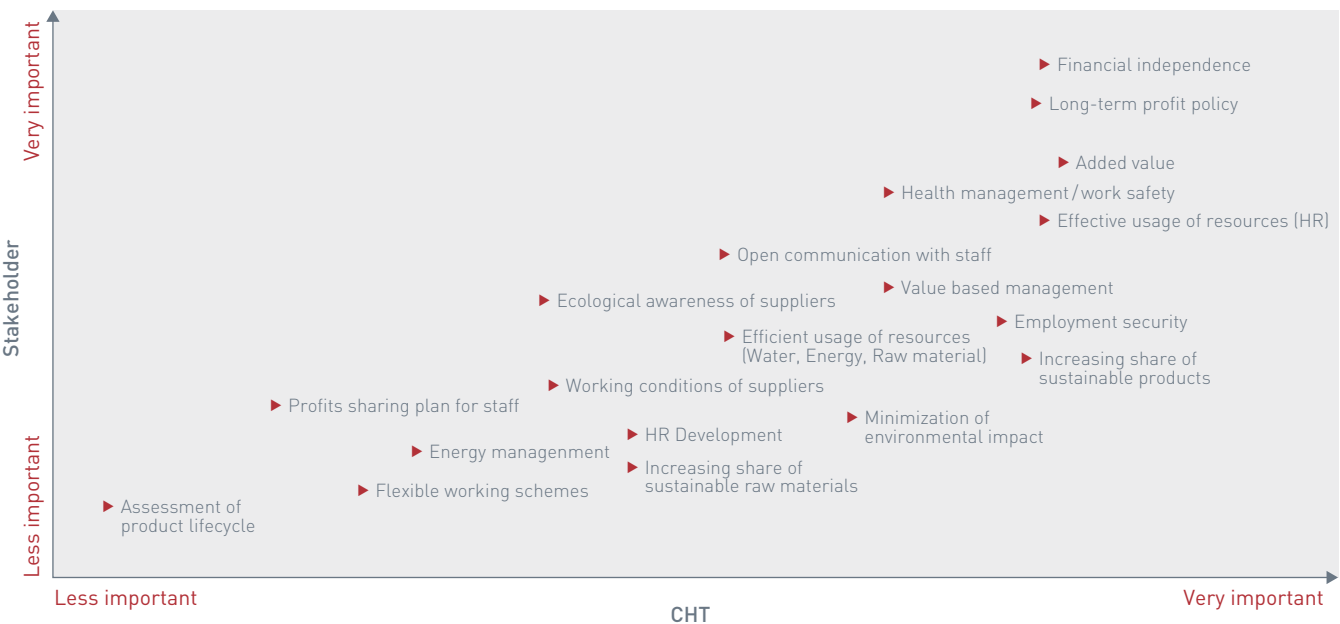 Very important
Stakeholder
Less important
Financial independence
Long-term profit policy
Added value
Health management/work safety
Effective usage of resources (HR)
Open communication with staff
Value based management
Ecological awareness of suppliers
Employment security
Efficient usage of resources
(Water, Energy, Raw material)
Increasing share of
sustainable products
Working conditions of suppliers
Profits sharing plan for staff
Minimization of
environmental impact
HR Development
Energy managenment
Increasing share of
sustainable raw materials
Flexible working schemes
Assessment of
product lifecycle
Less important
CHT
Very important